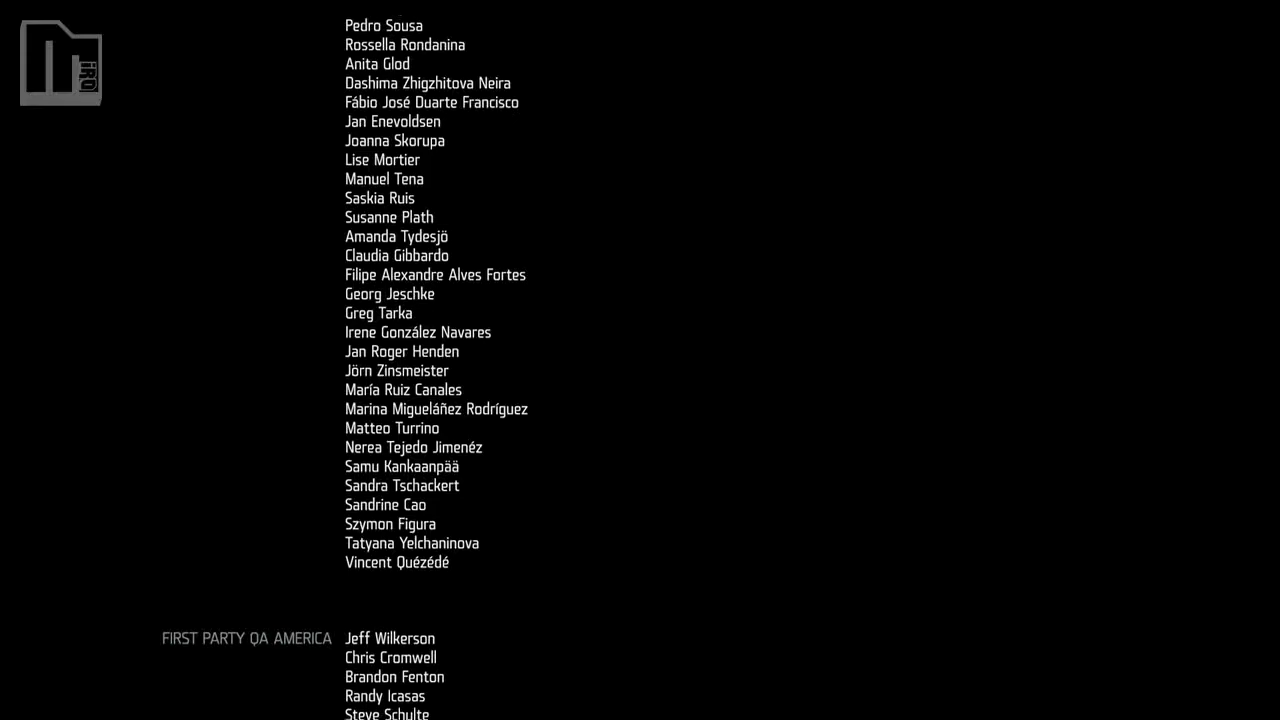 Pedro Sousa
Rossella Rondanina
Anita Glod
Dashima Zhigzhitova Neira
Fábio José Duarte Francisco
Jan Enevoldsen
Joanna Skorupa
Lise Mortier
Manuel Tena
Saskia Ruis
Susanne Plath
Amanda Tydesjö
Claudia Gibbardo
Filipe Alexandre Alves Fortes
Georg Jeschke
Greg Tarka
Irene González Navares
Jan Roger Henden
Jörn Zinsmeister
María Ruiz Canales
Marina Migueláñez Rodríguez
Matteo Turrino
Nerea Tejedo Jimenéz
Samu Kankaanpää
Sandra Tschackert
Sandrine Cao
Szymon Figura
Tatyana Yelchaninova
Vincent Quézédé
FIRST PARTY QA AMERICA Jeff Wilkerson
Chris Cromwell
Brandon Fenton
Randy Icasas
Steve Schulte